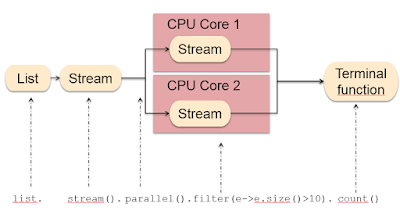 CPU Core 1
Stream
List
Stream
CPU Core 2
Stream
Terminal
function
list. stream().parallel().filter(e->e.size()>10). count()